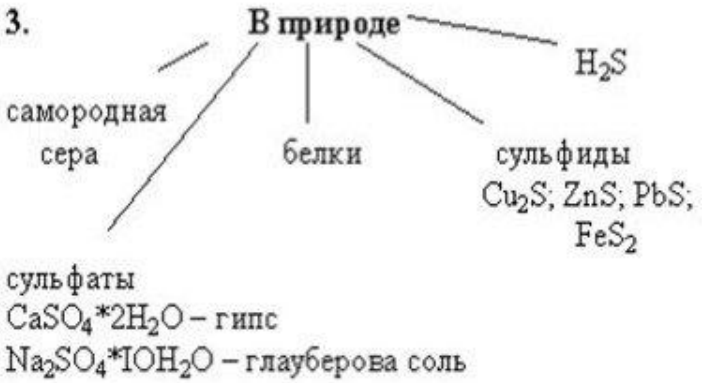 3. В природе
H₂S
самородная
сера
белки
сульфиды
Cu₂S; ZnS; PbS;
FeS₂
сульфаты
CaSO₄*2H₂O – гипс
Na₂SO₄*IOH₂O – глауберова соль